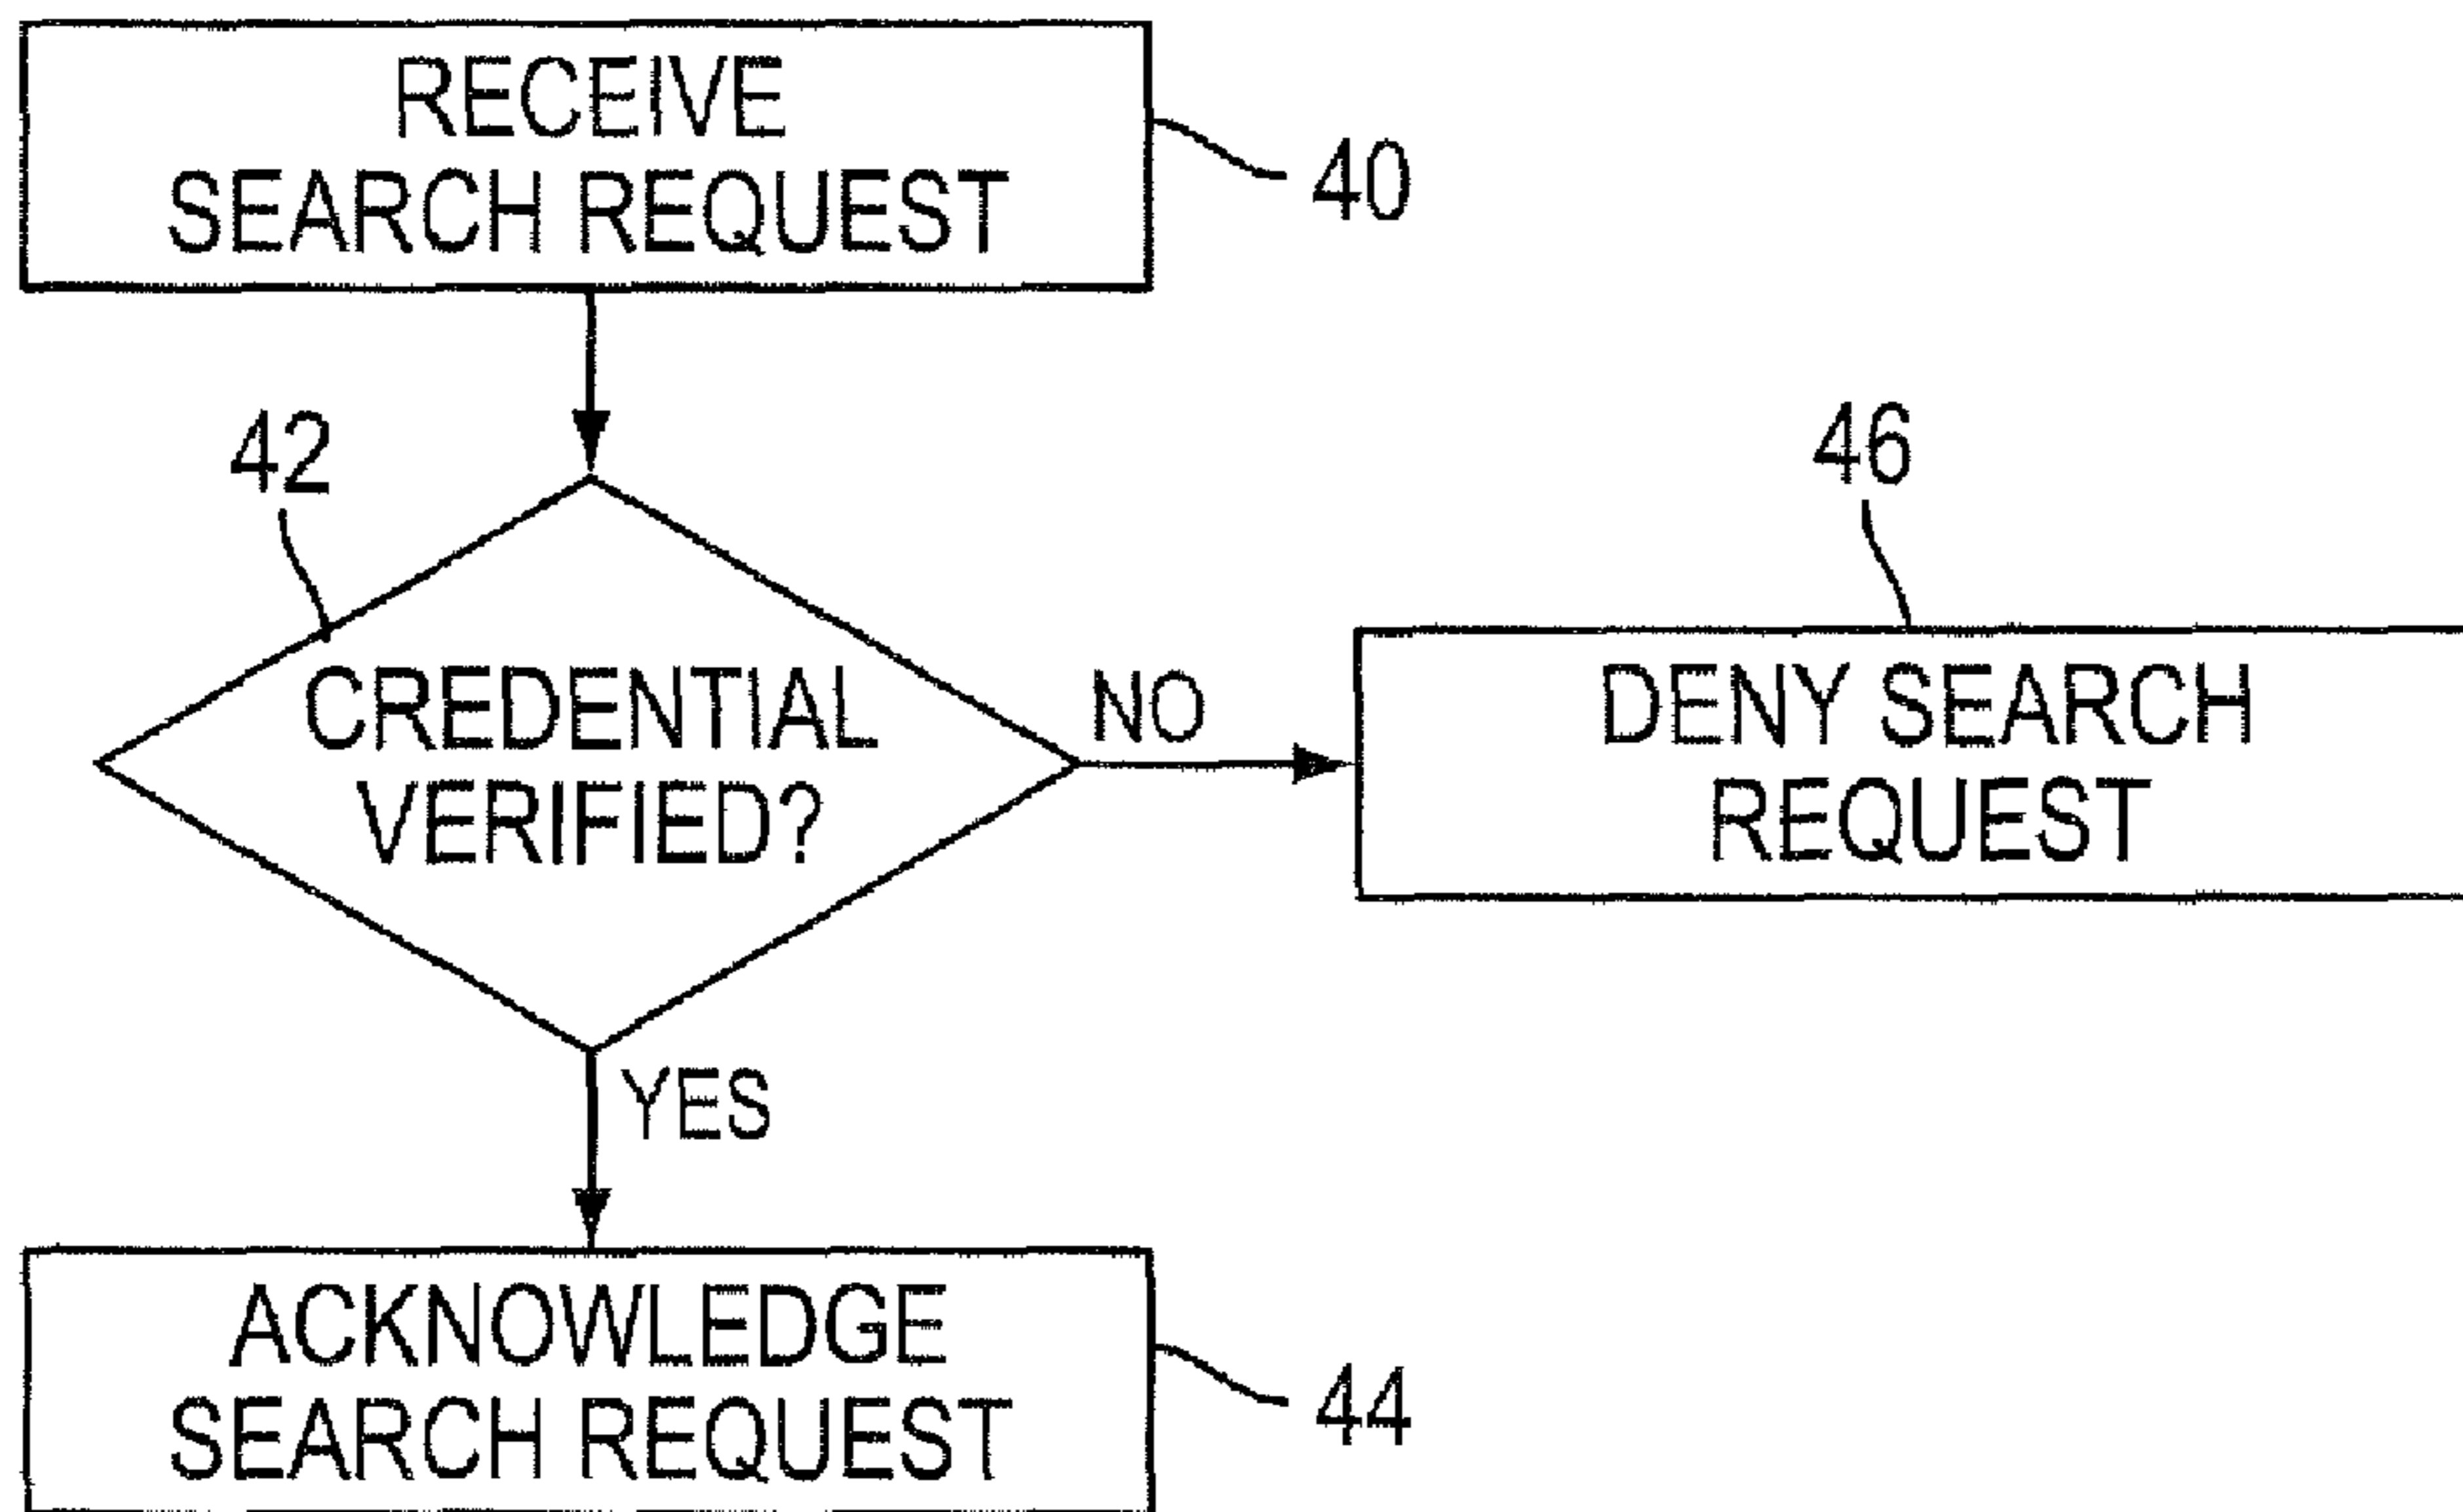 RECEIVE
SEARCH REQUEST
40
42
CREDENTIAL
VERIFIED?
NO
46
DENY SEARCH
REQUEST
YES
ACKNOWLEDGE
SEARCH REQUEST
44